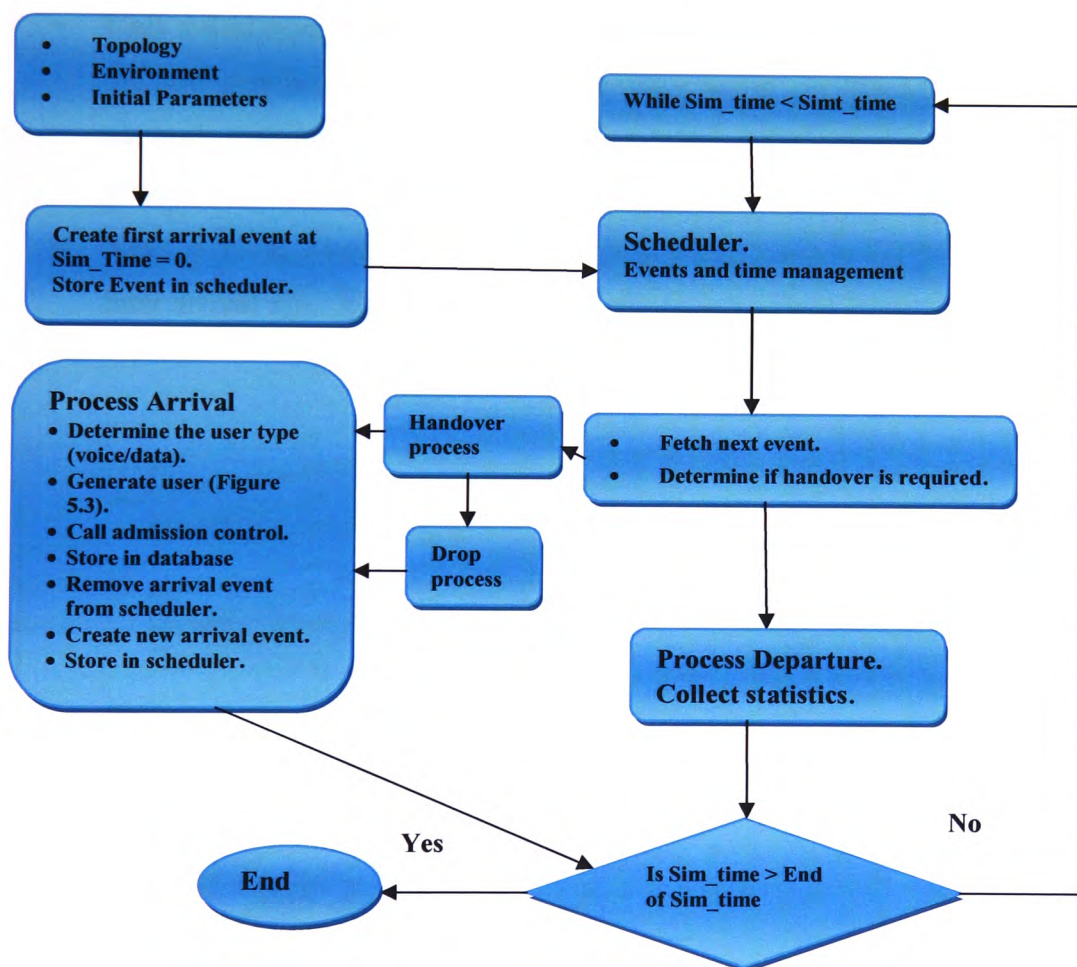 • Topology
• Environment
• Initial Parameters
While Sim_time < Simt_time
Create first arrival event at
Sim_Time = 0.
Store Event in scheduler.
Scheduler.
Events and time management
Process Arrival
• Determine the user type
(voice/data).
• Generate user (Figure
5.3).
• Call admission control.
• Store in database
• Remove arrival event
from scheduler.
• Create new arrival event.
• Store in scheduler.
Handover
process
• Fetch next event.
• Determine if handover is required.
Drop
process
Process Departure.
Collect statistics.
Yes
No
End
Is Sim_time > End
of Sim_time